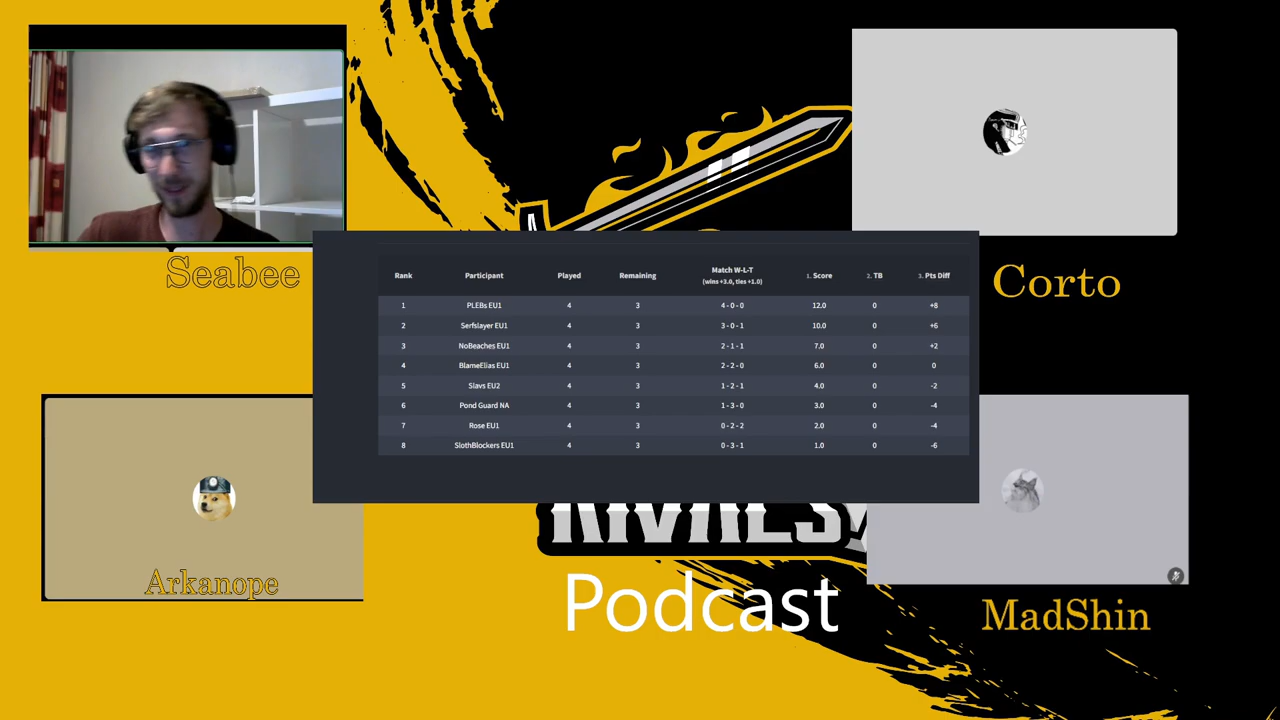 Seabee
Corto
Rank Participant Played Remaining Match W-L-T (wins +3.0, ties +1.0) 1. Score 2. TB 3. Pts Diff
1 PLEBs EU1 4 3 4 - 0 - 0 12.0 0 +8
2 Serfslayer EU1 4 3 3 - 0 - 1 10.0 0 +6
3 NoBeaches EU1 4 3 2 - 1 - 1 7.0 0 +2
4 BlameElias EU1 4 3 2 - 2 - 0 6.0 0 0
5 Slavs EU2 4 3 1 - 2 - 1 4.0 0 -2
6 Pond Guard NA 4 3 1 - 3 - 0 3.0 0 -4
7 Rose EU1 4 3 0 - 2 - 2 2.0 0 -4
8 SlothBlockers EU1 4 3 0 - 3 - 1 1.0 0 -6
RIVALS
Arkanope
Podcast
MadShin